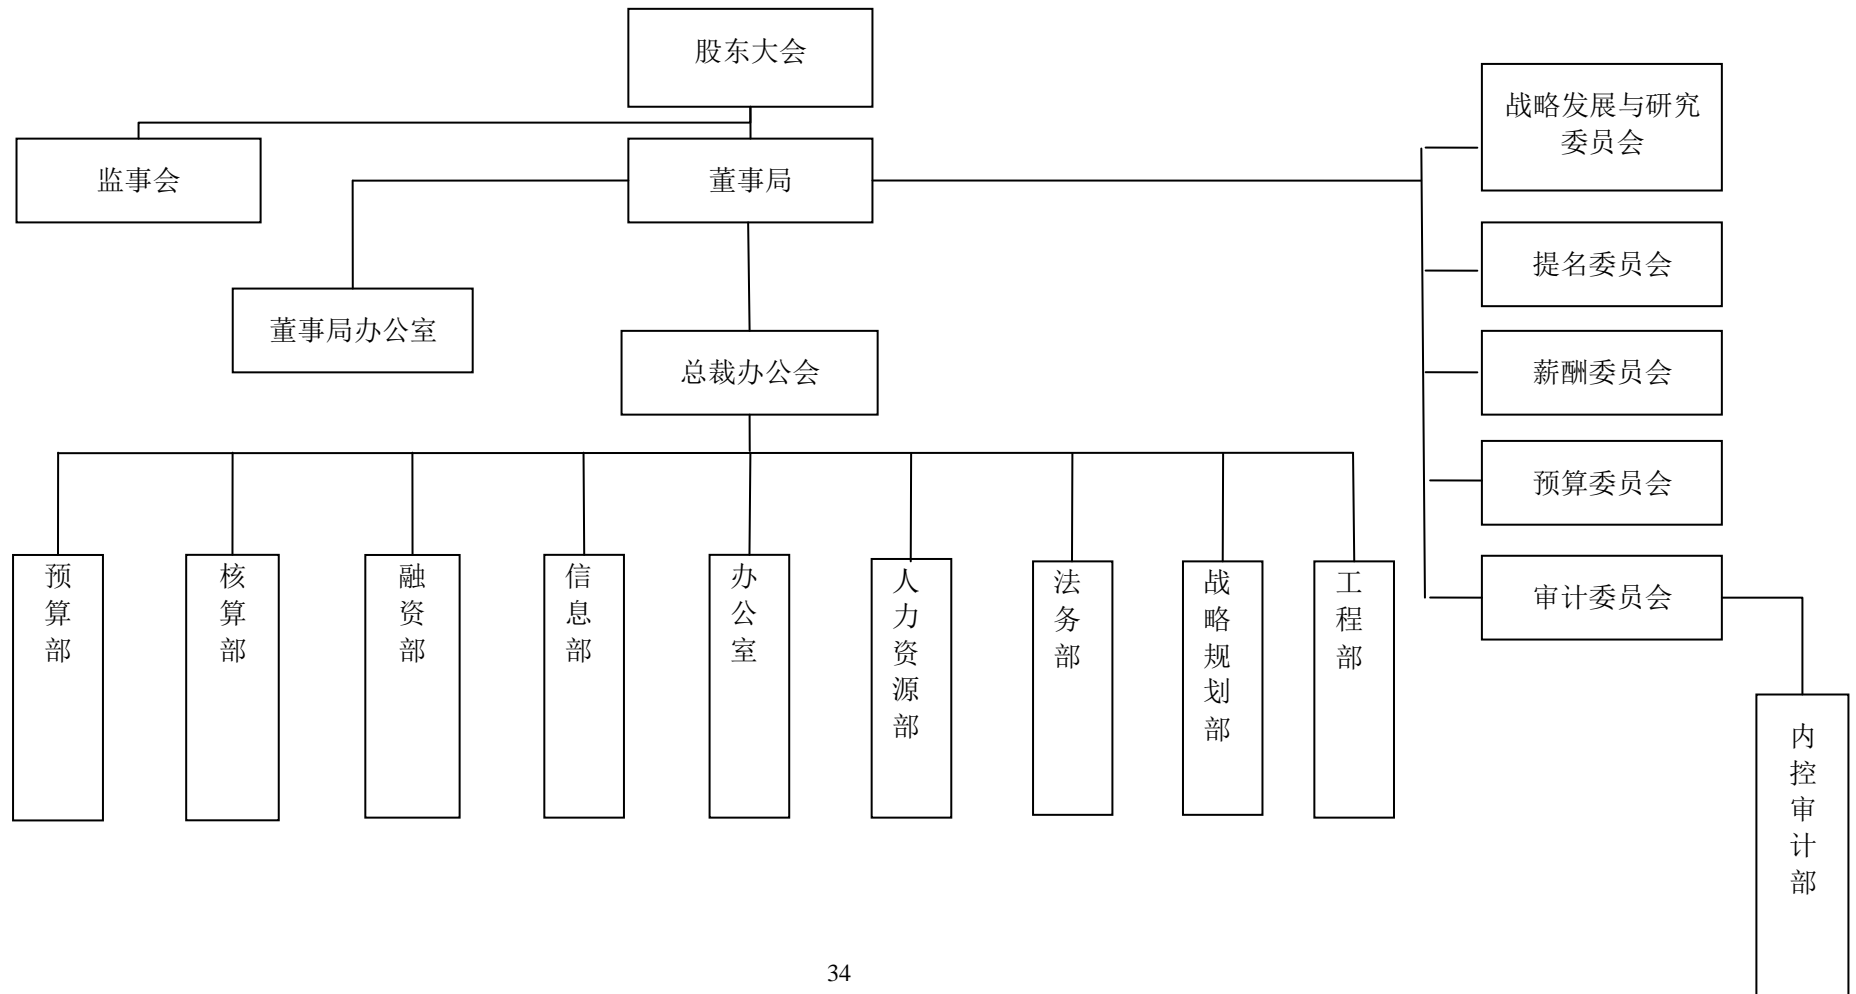 股东大会
战略发展与研究
委员会
监事会
董事局
提名委员会
董事局办公室
总裁办公会
薪酬委员会
预算委员会
审计委员会
预算部
核算部
融资部
信息部
办公室
人力资源部
法务部
战略规划部
工程部
内控审计部
34